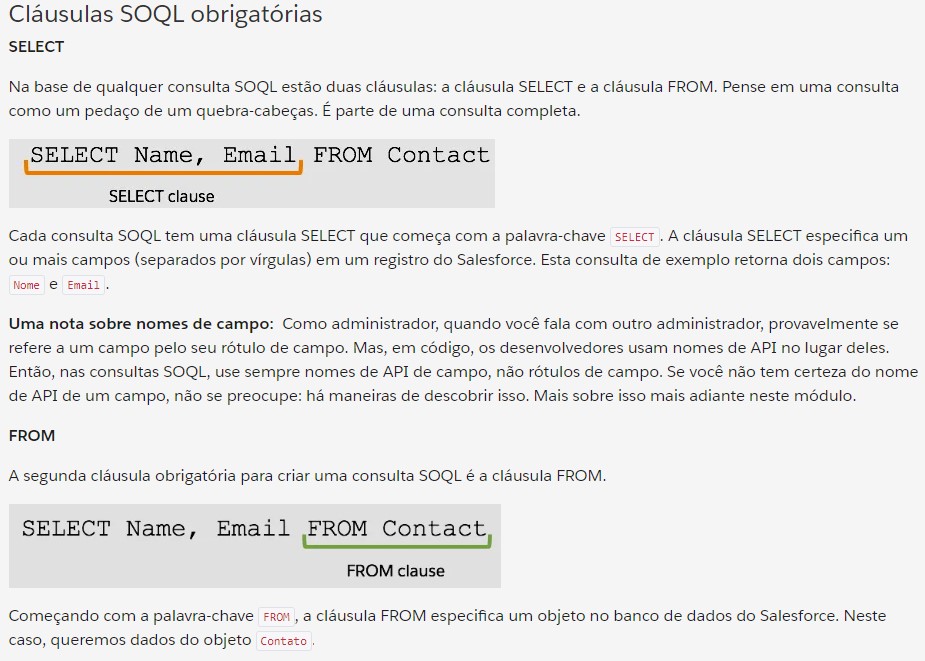 Cláusulas SOQL obrigatórias
SELECT
Na base de qualquer consulta SOQL estão duas cláusulas: a cláusula SELECT e a cláusula FROM. Pense em uma consulta
como um pedaço de um quebra-cabeças. É parte de uma consulta completa.
SELECT Name, Email FROM Contact
SELECT clause
Cada consulta SOQL tem uma cláusula SELECT que começa com a palavra-chave SELECT. A cláusula SELECT especifica um
ou mais campos (separados por vírgulas) em um registro do Salesforce. Esta consulta de exemplo retorna dois campos:
Nome e Email.
Uma nota sobre nomes de campo: Como administrador, quando você fala com outro administrador, provavelmente se
refere a um campo pelo seu rótulo de campo. Mas, em código, os desenvolvedores usam nomes de API no lugar deles.
Então, nas consultas SOQL, use sempre nomes de API de campo, não rótulos de campo. Se você não tem certeza do nome
de API de um campo, não se preocupe: há maneiras de descobrir isso. Mais sobre isso mais adiante neste módulo.
FROM
A segunda cláusula obrigatória para criar uma consulta SOQL é a cláusula FROM.
SELECT Name, Email FROM Contact
FROM clause
Começando com a palavra-chave FROM, a cláusula FROM especifica um objeto no banco de dados do Salesforce. Neste
caso, queremos dados do objeto Contato.